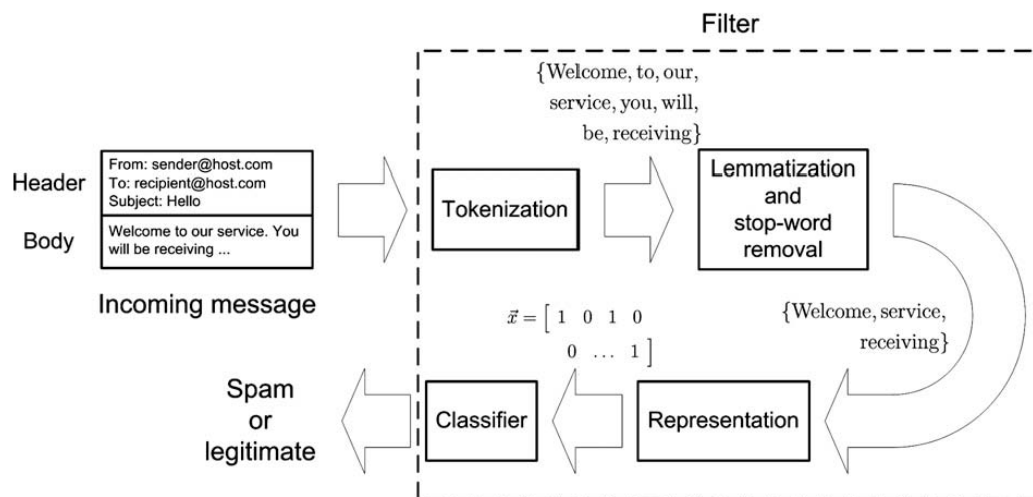 Filter
{Welcome, to, our,
service, you, will,
be, receiving}
Header
From: sender@host.com
To: recipient@host.com
Subject: Hello
Body
Welcome to our service. You
will be receiving ...
Incoming message
Tokenization
Lemmatization
and
stop-word
removal
{Welcome, service,
receiving}
Representation
x⃗ = [ 1 0 1 0
0 … 1 ]
Classifier
Spam
or
legitimate